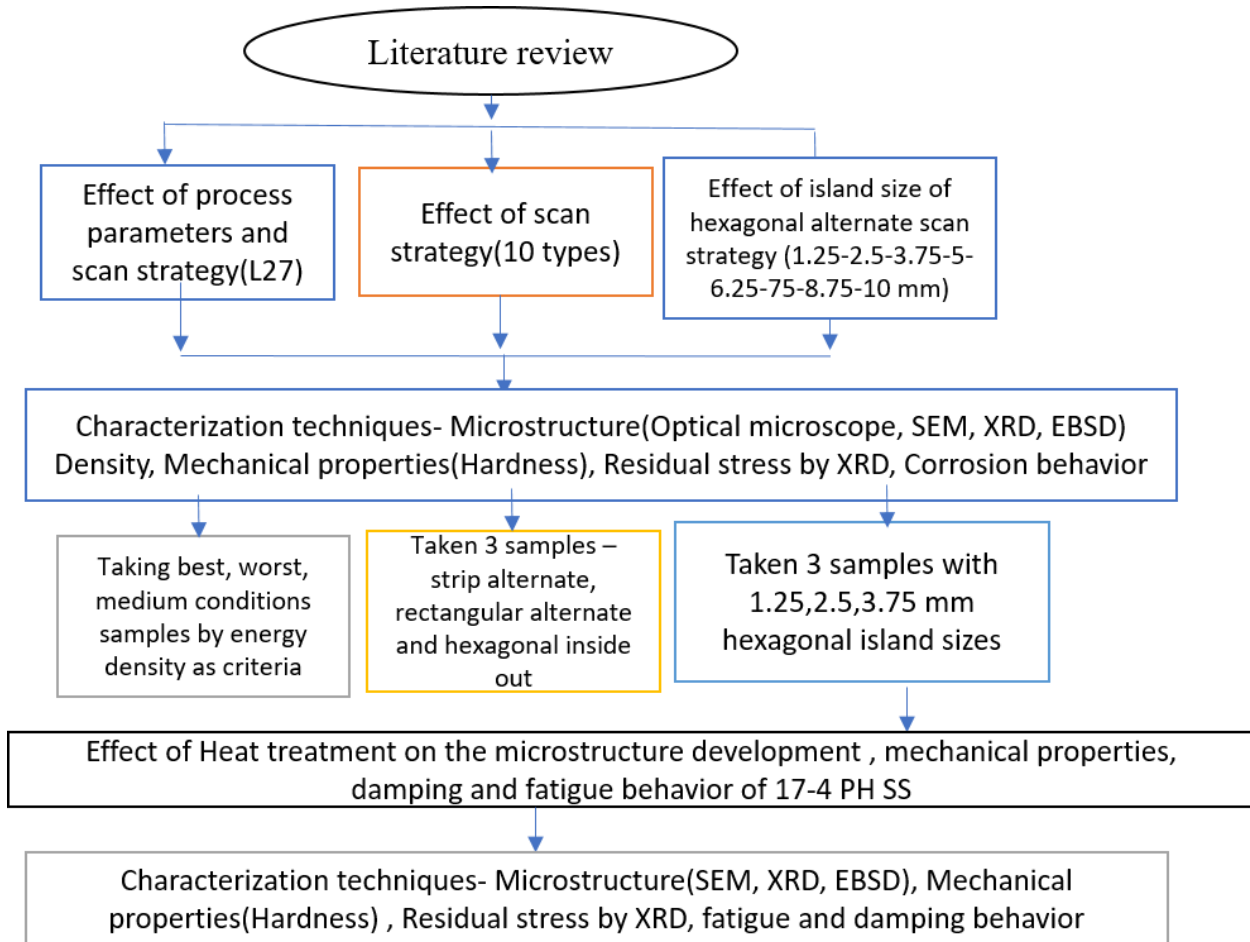 Literature review
Effect of process
parameters and
scan strategy(L27)
Effect of scan
strategy(10 types)
Effect of island size of
hexagonal alternate scan
strategy (1.25-2.5-3.75-5-
6.25-75-8.75-10 mm)
Characterization techniques- Microstructure(Optical microscope, SEM, XRD, EBSD)
Density, Mechanical properties(Hardness), Residual stress by XRD, Corrosion behavior
Taking best, worst,
medium conditions
samples by energy
density as criteria
Taken 3 samples –
strip alternate,
rectangular alternate
and hexagonal inside
out
Taken 3 samples with
1.25,2.5,3.75 mm
hexagonal island sizes
Effect of Heat treatment on the microstructure development , mechanical properties,
damping and fatigue behavior of 17-4 PH SS
Characterization techniques- Microstructure(SEM, XRD, EBSD), Mechanical
properties(Hardness) , Residual stress by XRD, fatigue and damping behavior